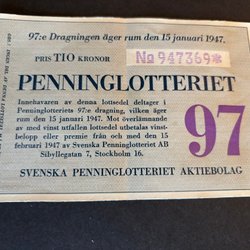 97:e Dragningen äger rum den 15 januari 1947.
PRIS TIO KRONOR
No 947369*
PENNINGLOTTERIET
Innehavaren av denna lottsedel deltager i
Penninglotteriets 97:e dragning, vilken äger
rum den 15 januari 1947. Mot överlämnande
av med vinst utfallen lottsedel utbetalas vinst-
belopp eller premie från och med den 15
februari 1947 av Svenska Penninglotteriet AB
Sibyllegatan 7, Stockholm 16.
97
SVENSKA PENNINGLOTTERIET AKTIEBOLAG